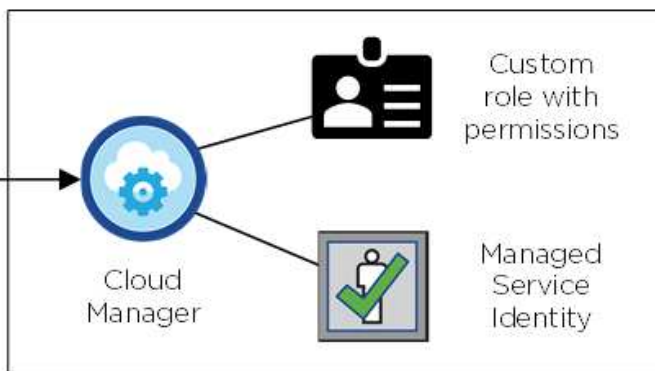 Custom
role with
permissions
Cloud
Manager
Managed
Service
Identity